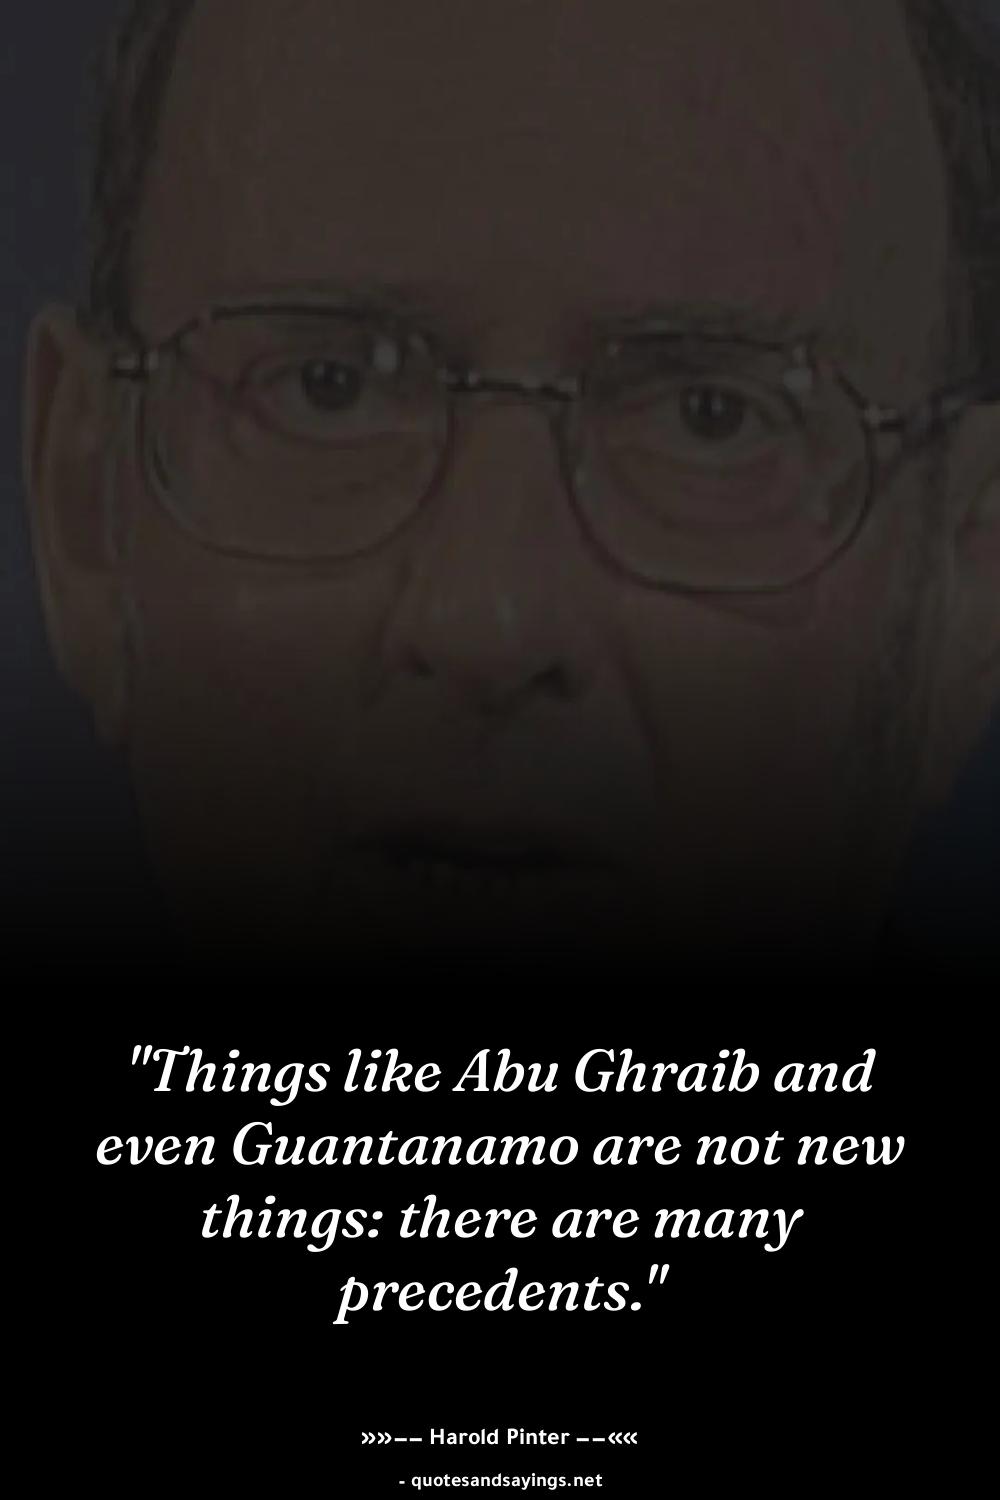 "Things like Abu Ghraib and
even Guantanamo are not new
things: there are many
precedents."
»»–– Harold Pinter ––««
- quotesandsayings.net